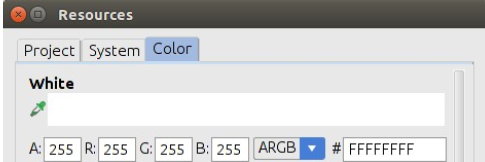 Resources
Project System Color
White
A: 255 R: 255 G: 255 B: 255 ARGB # FFFFFFFF